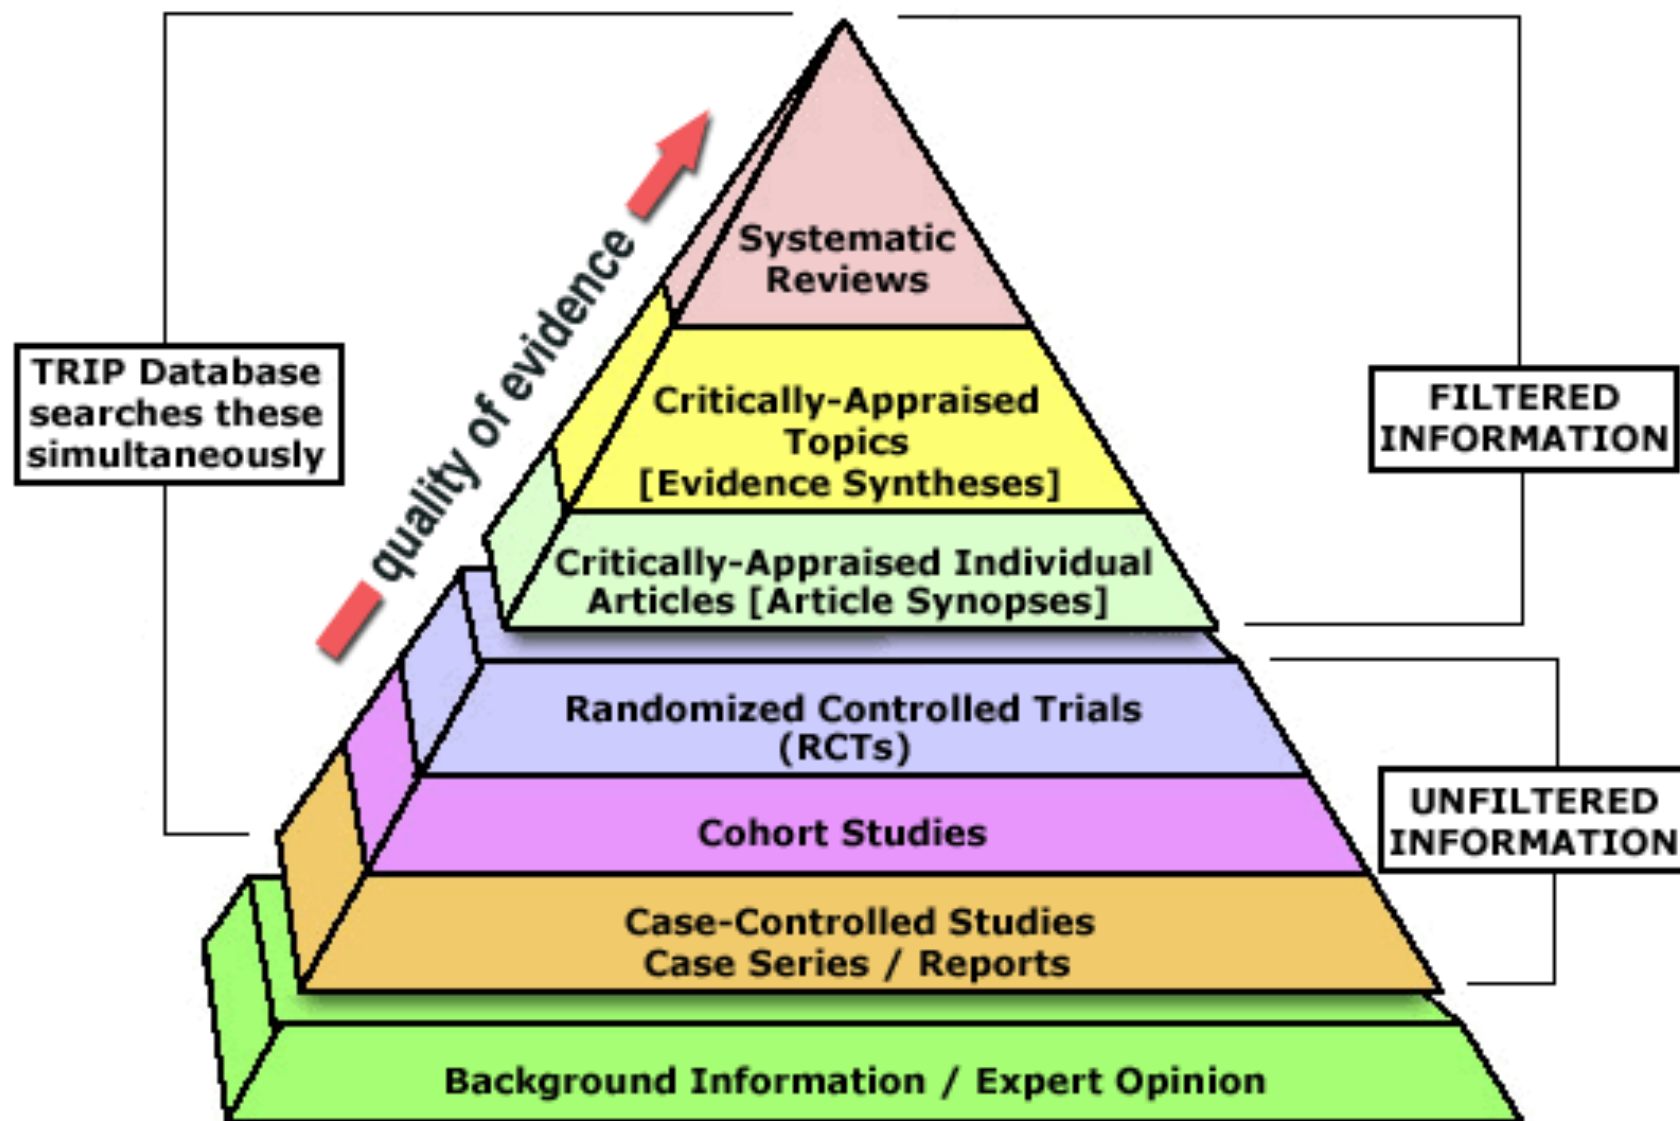 Systematic
Reviews
quality of evidence
TRIP Database
searches these
simultaneously
FILTERED
INFORMATION
Critically-Appraised
Topics
[Evidence Syntheses]
Critically-Appraised Individual
Articles [Article Synopses]
Randomized Controlled Trials
(RCTs)
UNFILTERED
INFORMATION
Cohort Studies
Case-Controlled Studies
Case Series / Reports
Background Information / Expert Opinion